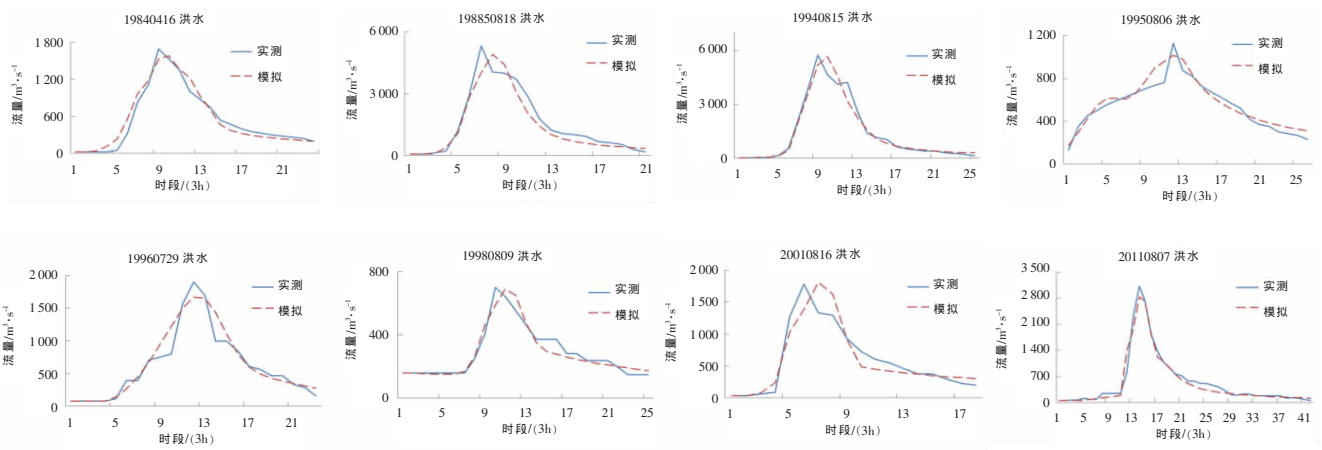 19840416 洪水
1 800
1 200
600
0
1 5 9 13 17 21
流量/m³·s⁻¹
时段/(3h)
实测
模拟
198850818 洪水
6 000
3 000
0
1 5 9 13 17 21
流量/m³·s⁻¹
时段/(3h)
实测
模拟
19940815 洪水
6 000
3 000
0
1 5 9 13 17 21 25
流量/m³·s⁻¹
时段/(3h)
实测
模拟
19950806 洪水
1 200
800
400
0
1 5 9 13 17 21 25
流量/m³·s⁻¹
时段/(3h)
实测
模拟
19960729 洪水
2 000
1 500
1 000
500
0
1 5 9 13 17 21
流量/m³·s⁻¹
时段/(3h)
实测
模拟
19980809 洪水
800
400
0
1 5 9 13 17 21 25
流量/m³·s⁻¹
时段/(3h)
实测
模拟
20010816 洪水
2 000
1 500
1 000
500
0
1 5 9 13 17
流量/m³·s⁻¹
时段/(3h)
实测
模拟
20110807 洪水
3 500
2 800
2 100
1 400
700
0
1 5 9 13 17 21 25 29 33 37 41
流量/m³·s⁻¹
时段/(3h)
实测
模拟